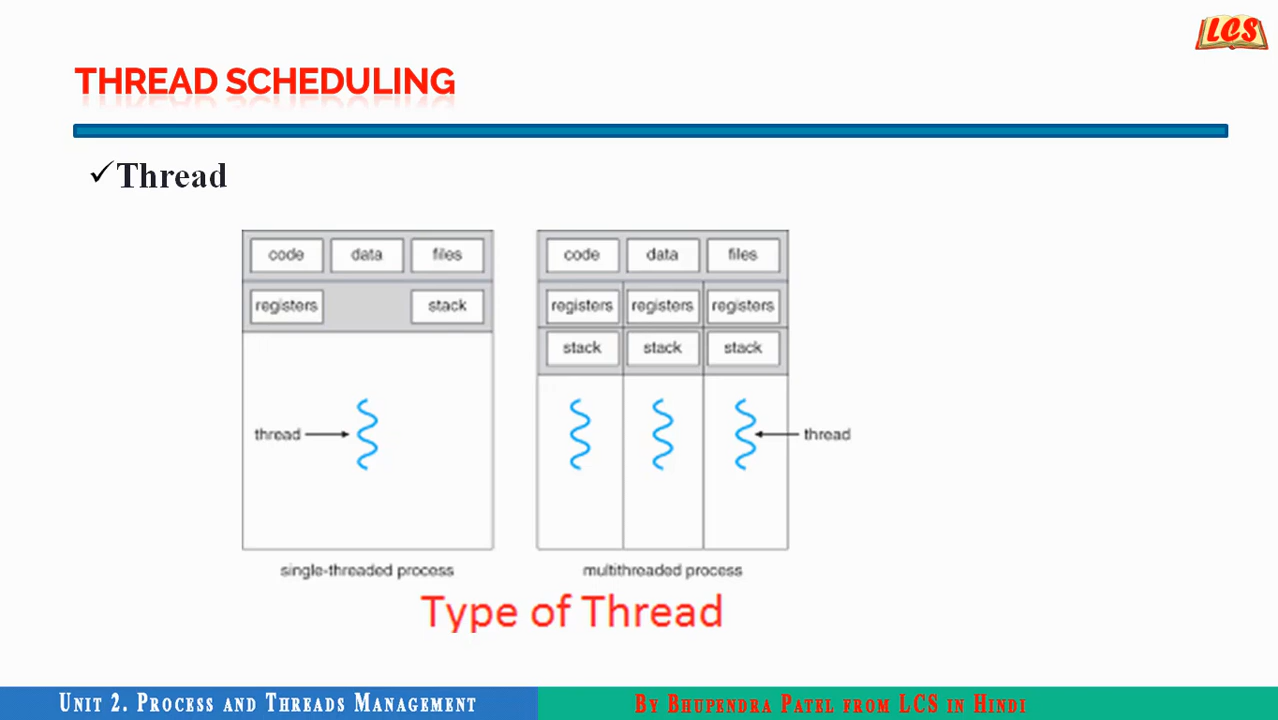 LCS
THREAD SCHEDULING
✓Thread
code data files
registers stack
thread
single-threaded process
code data files
registers registers registers
stack stack stack
thread
multithreaded process
Type of Thread
UNIT 2. PROCESS AND THREADS MANAGEMENT
BY BHUPENDRA PATEL FROM LCS IN HINDI